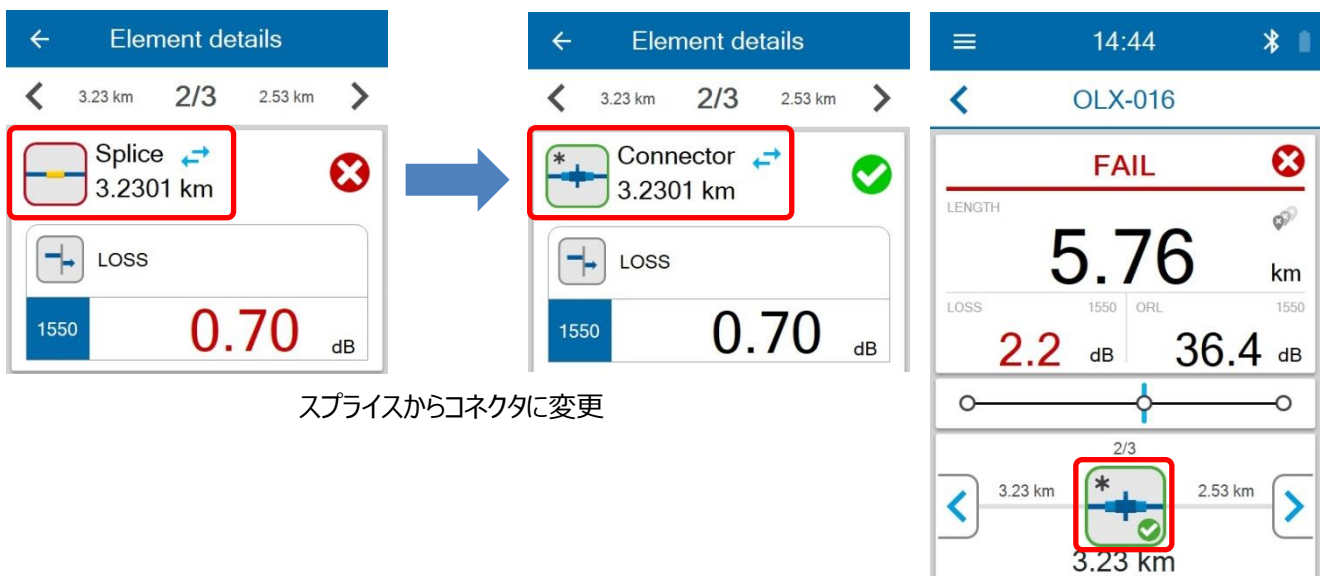 Element details
3.23 km 2/3 2.53 km
Splice
3.2301 km
LOSS
1550 0.70 dB
Element details
3.23 km 2/3 2.53 km
*
Connector
3.2301 km
LOSS
1550 0.70 dB
スプライスからコネクタに変更
14:44
OLX-016
FAIL
LENGTH
5.76 km
LOSS 1550 ORL 1550
2.2 dB 36.4 dB
2/3
3.23 km * 2.53 km
3.23 km